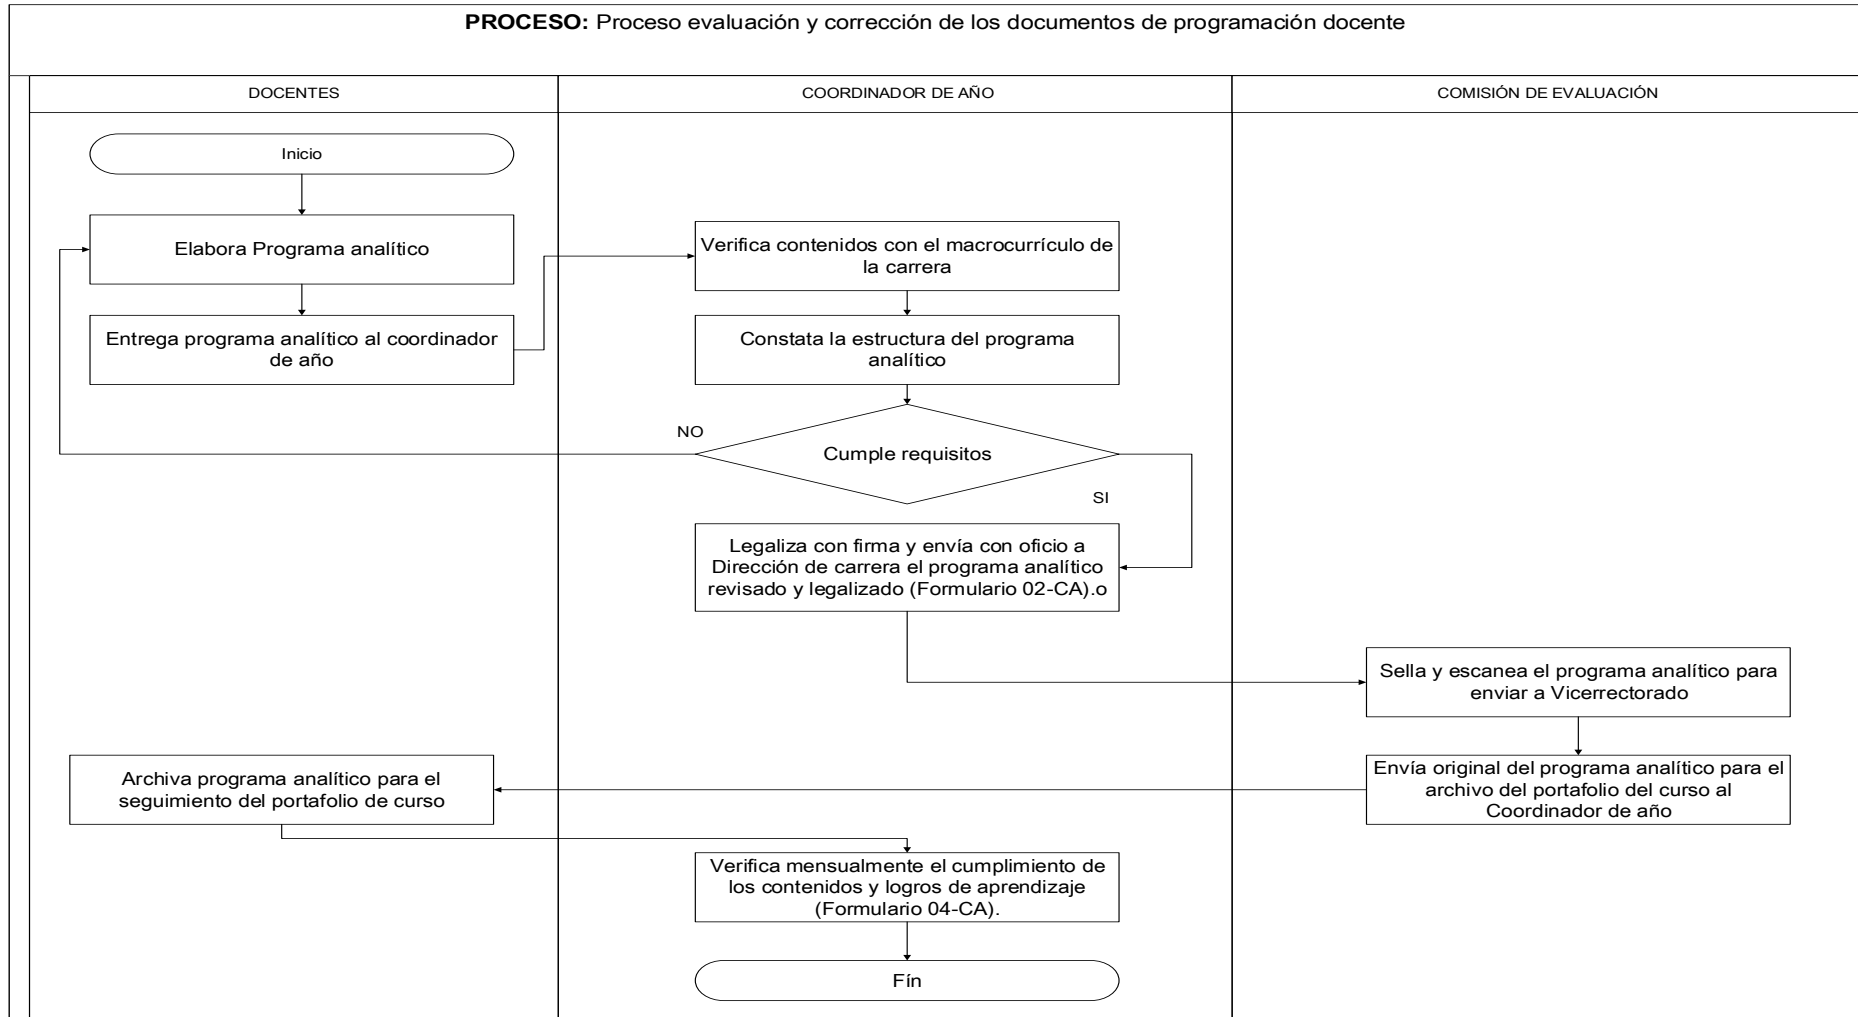 PROCESO: Proceso evaluación y corrección de los documentos de programación docente
DOCENTES
COORDINADOR DE AÑO
COMISIÓN DE EVALUACIÓN
Inicio
Elabora Programa analítico
Entrega programa analítico al coordinador
de año
Verifica contenidos con el macrocurrículo de
la carrera
Constata la estructura del programa
analítico
NO
Cumple requisitos
SI
Legaliza con firma y envía con oficio a
Dirección de carrera el programa analítico
revisado y legalizado (Formulario 02-CA).o
Sella y escanea el programa analítico para
enviar a Vicerrectorado
Envía original del programa analítico para el
archivo del portafolio del curso al
Coordinador de año
Archiva programa analítico para el
seguimiento del portafolio de curso
Verifica mensualmente el cumplimiento de
los contenidos y logros de aprendizaje
(Formulario 04-CA).
Fín